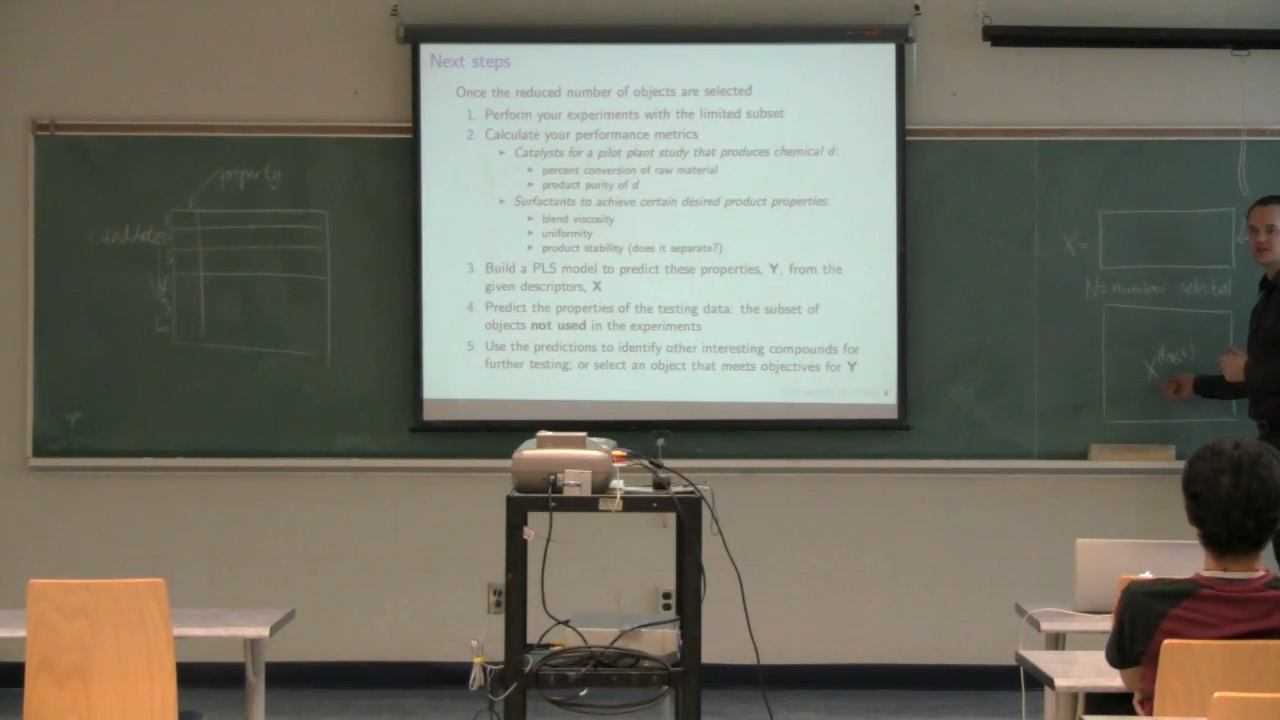 Next steps
Once the reduced number of objects are selected
1. Perform your experiments with the limited subset
2. Calculate your performance metrics
▸ Catalysts for a pilot plant study that produces chemical d:
▸ percent conversion of raw material
▸ product purity of d
▸ Surfactants to achieve certain desired product properties:
▸ blend viscosity
▸ uniformity
▸ product stability (does it separate?)
3. Build a PLS model to predict these properties, Y, from the
given descriptors, X
4. Predict the properties of the testing data: the subset of
objects not used in the experiments
5. Use the predictions to identify other interesting compounds for
further testing; or select an object that meets objectives for Y
property
X=
N= number selected
X